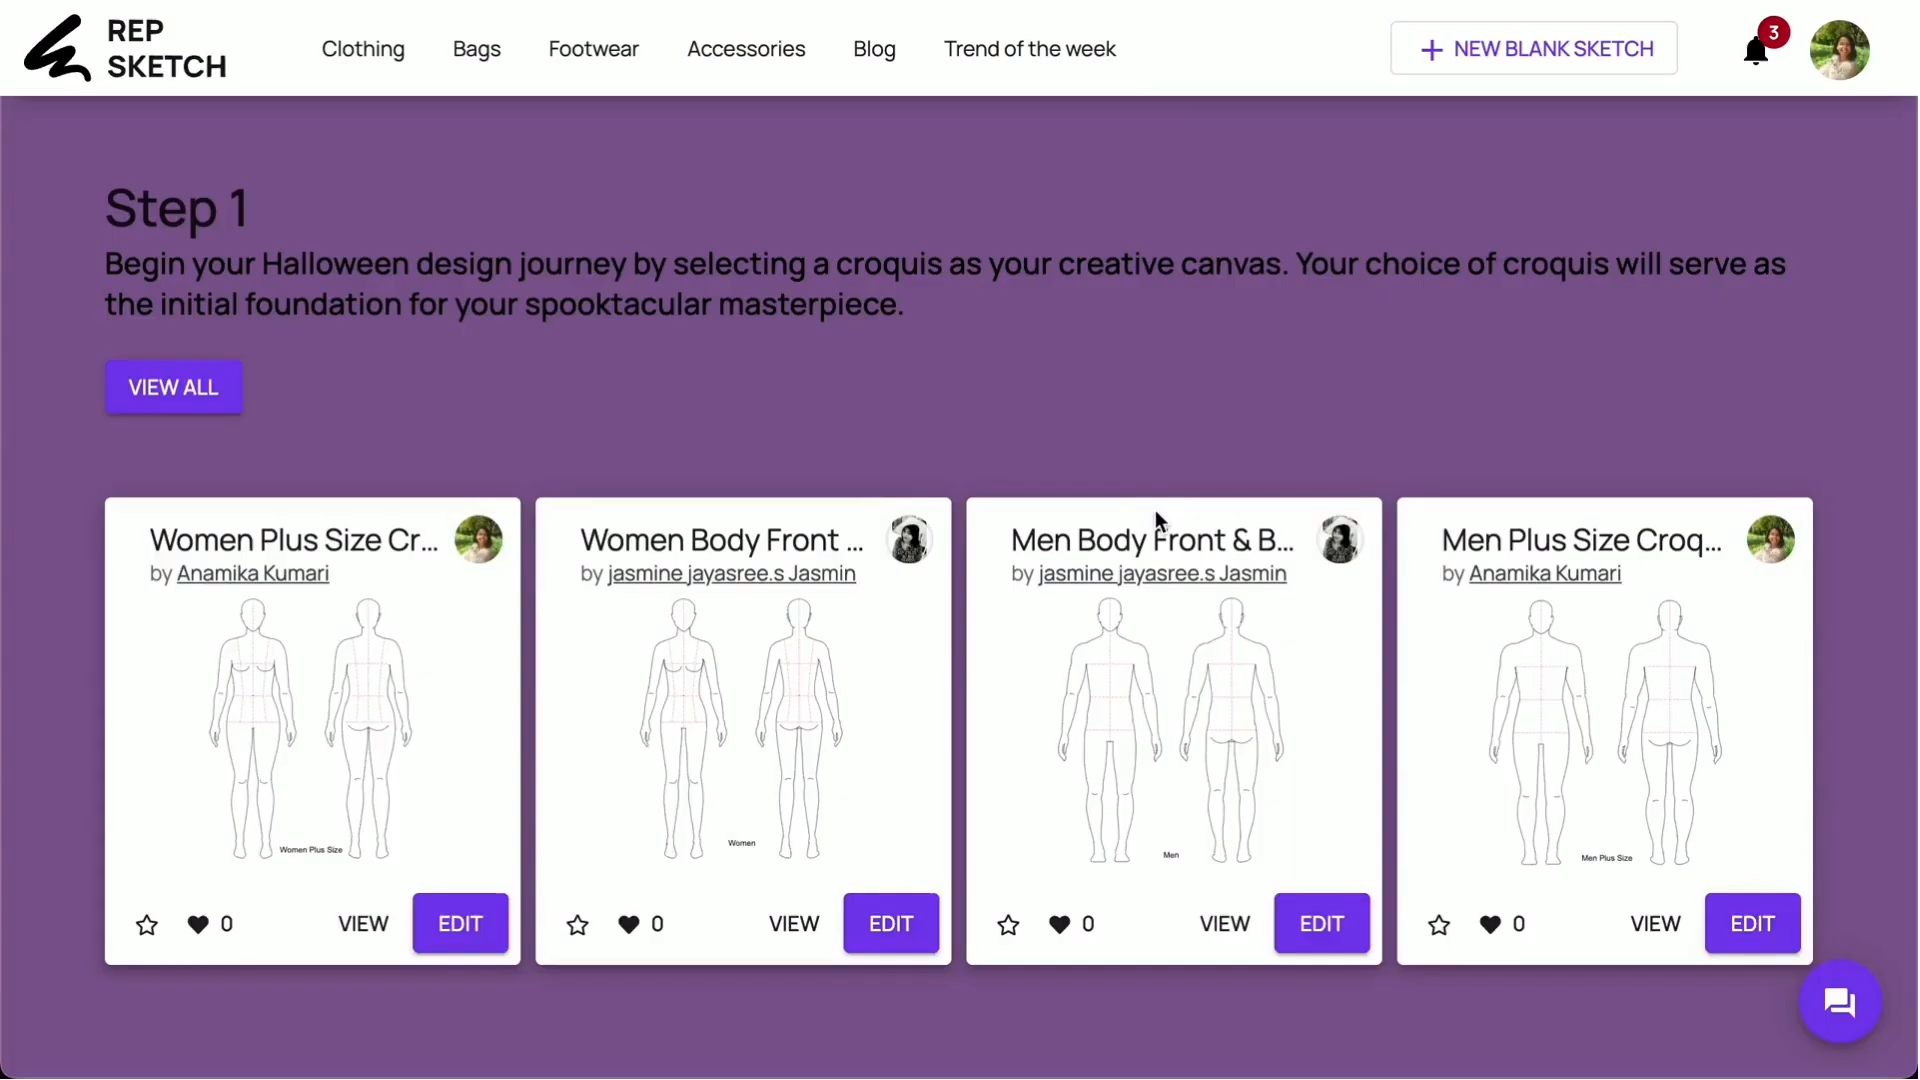 REP
SKETCH
Clothing
Bags
Footwear
Accessories
Blog
Trend of the week
+ NEW BLANK SKETCH
3
Step 1
Begin your Halloween design journey by selecting a croquis as your creative canvas. Your choice of croquis will serve as
the initial foundation for your spooktacular masterpiece.
VIEW ALL
Women Plus Size Cr...
by Anamika Kumari
Women Plus Size
0
VIEW
EDIT
Women Body Front ...
by jasmine jayasree.s Jasmin
Women
0
VIEW
EDIT
Men Body Front & B...
by jasmine jayasree.s Jasmin
Men
0
VIEW
EDIT
Men Plus Size Croq...
by Anamika Kumari
Men Plus Size
0
VIEW
EDIT